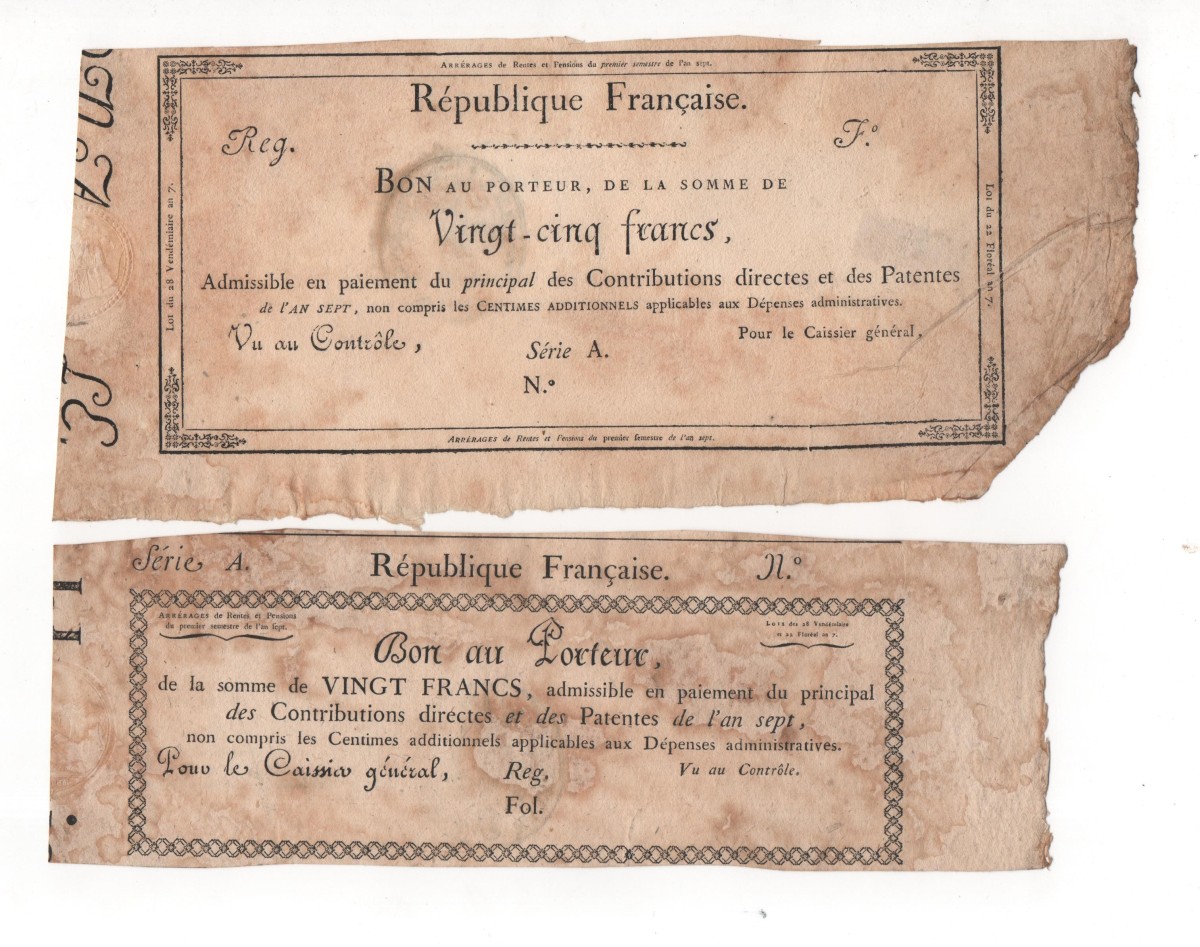 ARRÉRAGES de Rentes et Pensions du premier semestre de l'an sept.
République Française.
Reg.
F.º
BON AU PORTEUR, DE LA SOMME DE
Vingt-cinq francs,
Admissible en paiement du principal des Contributions directes et des Patentes
de l'AN SEPT, non compris les CENTIMES ADDITIONNELS applicables aux Dépenses administratives.
Vu au Contrôle,
Pour le Caissier général,
Série A.
N.º
Loi du 28 Vendémiaire an 7.
Loi du 22 Floréal an 7.
ARRÉRAGES de Rentes et Pensions du premier semestre de l'an sept.
Série A.
République Française.
N.º
ARRÉRAGES de Rentes et Pensions
du premier semestre de l'an sept.
LOIS des 28 Vendémiaire
et 22 Floréal an 7.
Bon au Porteur,
de la somme de VINGT FRANCS, admissible en paiement du principal
des Contributions directes et des Patentes de l'an sept,
non compris les Centimes additionnels applicables aux Dépenses administratives.
Pour le Caissier général,
Reg.
Vu au Contrôle.
Fol.